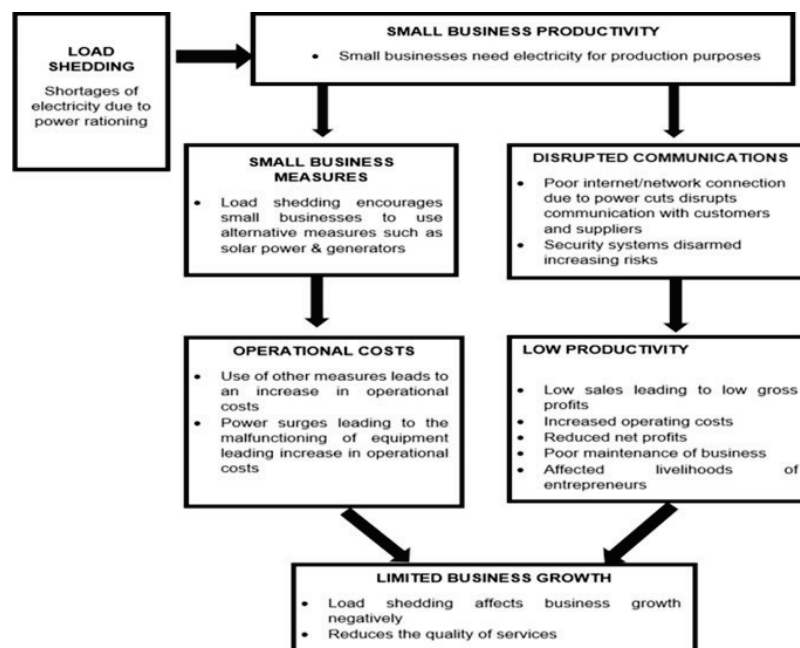 LOAD
SHEDDING
Shortages of
electricity due to
power rationing
SMALL BUSINESS PRODUCTIVITY
• Small businesses need electricity for production purposes
SMALL BUSINESS
MEASURES
• Load shedding encourages
small businesses to use
alternative measures such as
solar power & generators
DISRUPTED COMMUNICATIONS
• Poor internet/network connection
due to power cuts disrupts
communication with customers
and suppliers
• Security systems disarmed
increasing risks
OPERATIONAL COSTS
• Use of other measures leads to
an increase in operational
costs
• Power surges leading to the
malfunctioning of equipment
leading increase in operational
costs
LOW PRODUCTIVITY
• Low sales leading to low gross
profits
• Increased operating costs
• Reduced net profits
• Poor maintenance of business
• Affected livelihoods of
entrepreneurs
LIMITED BUSINESS GROWTH
• Load shedding affects business growth
negatively
• Reduces the quality of services